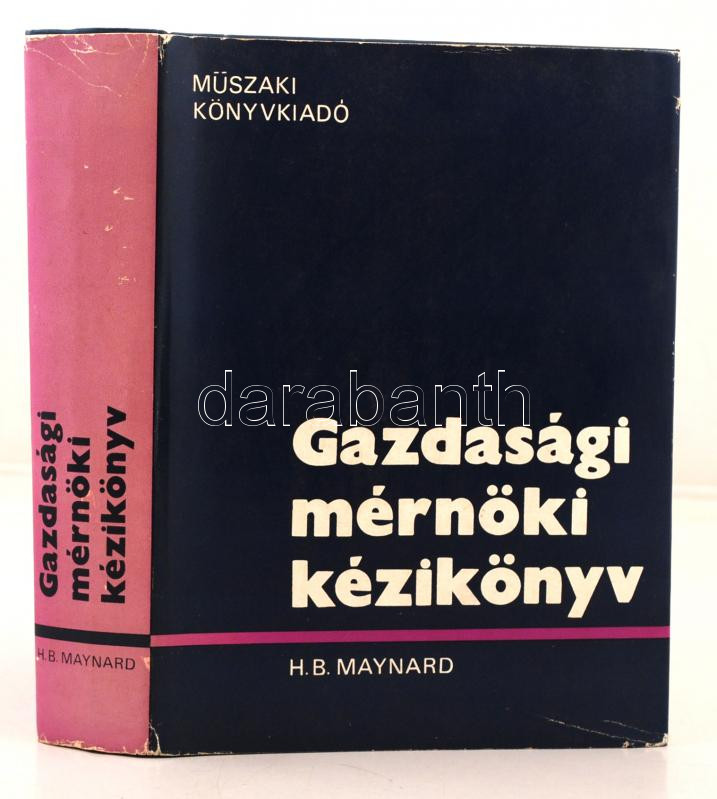 MŰSZAKI
KÖNYVKIADÓ
Gazdasági
mérnöki
kézikönyv
H.B. MAYNARD
Gazdasági
mérnöki
kézikönyv
H.B. MAYNARD
darabanth